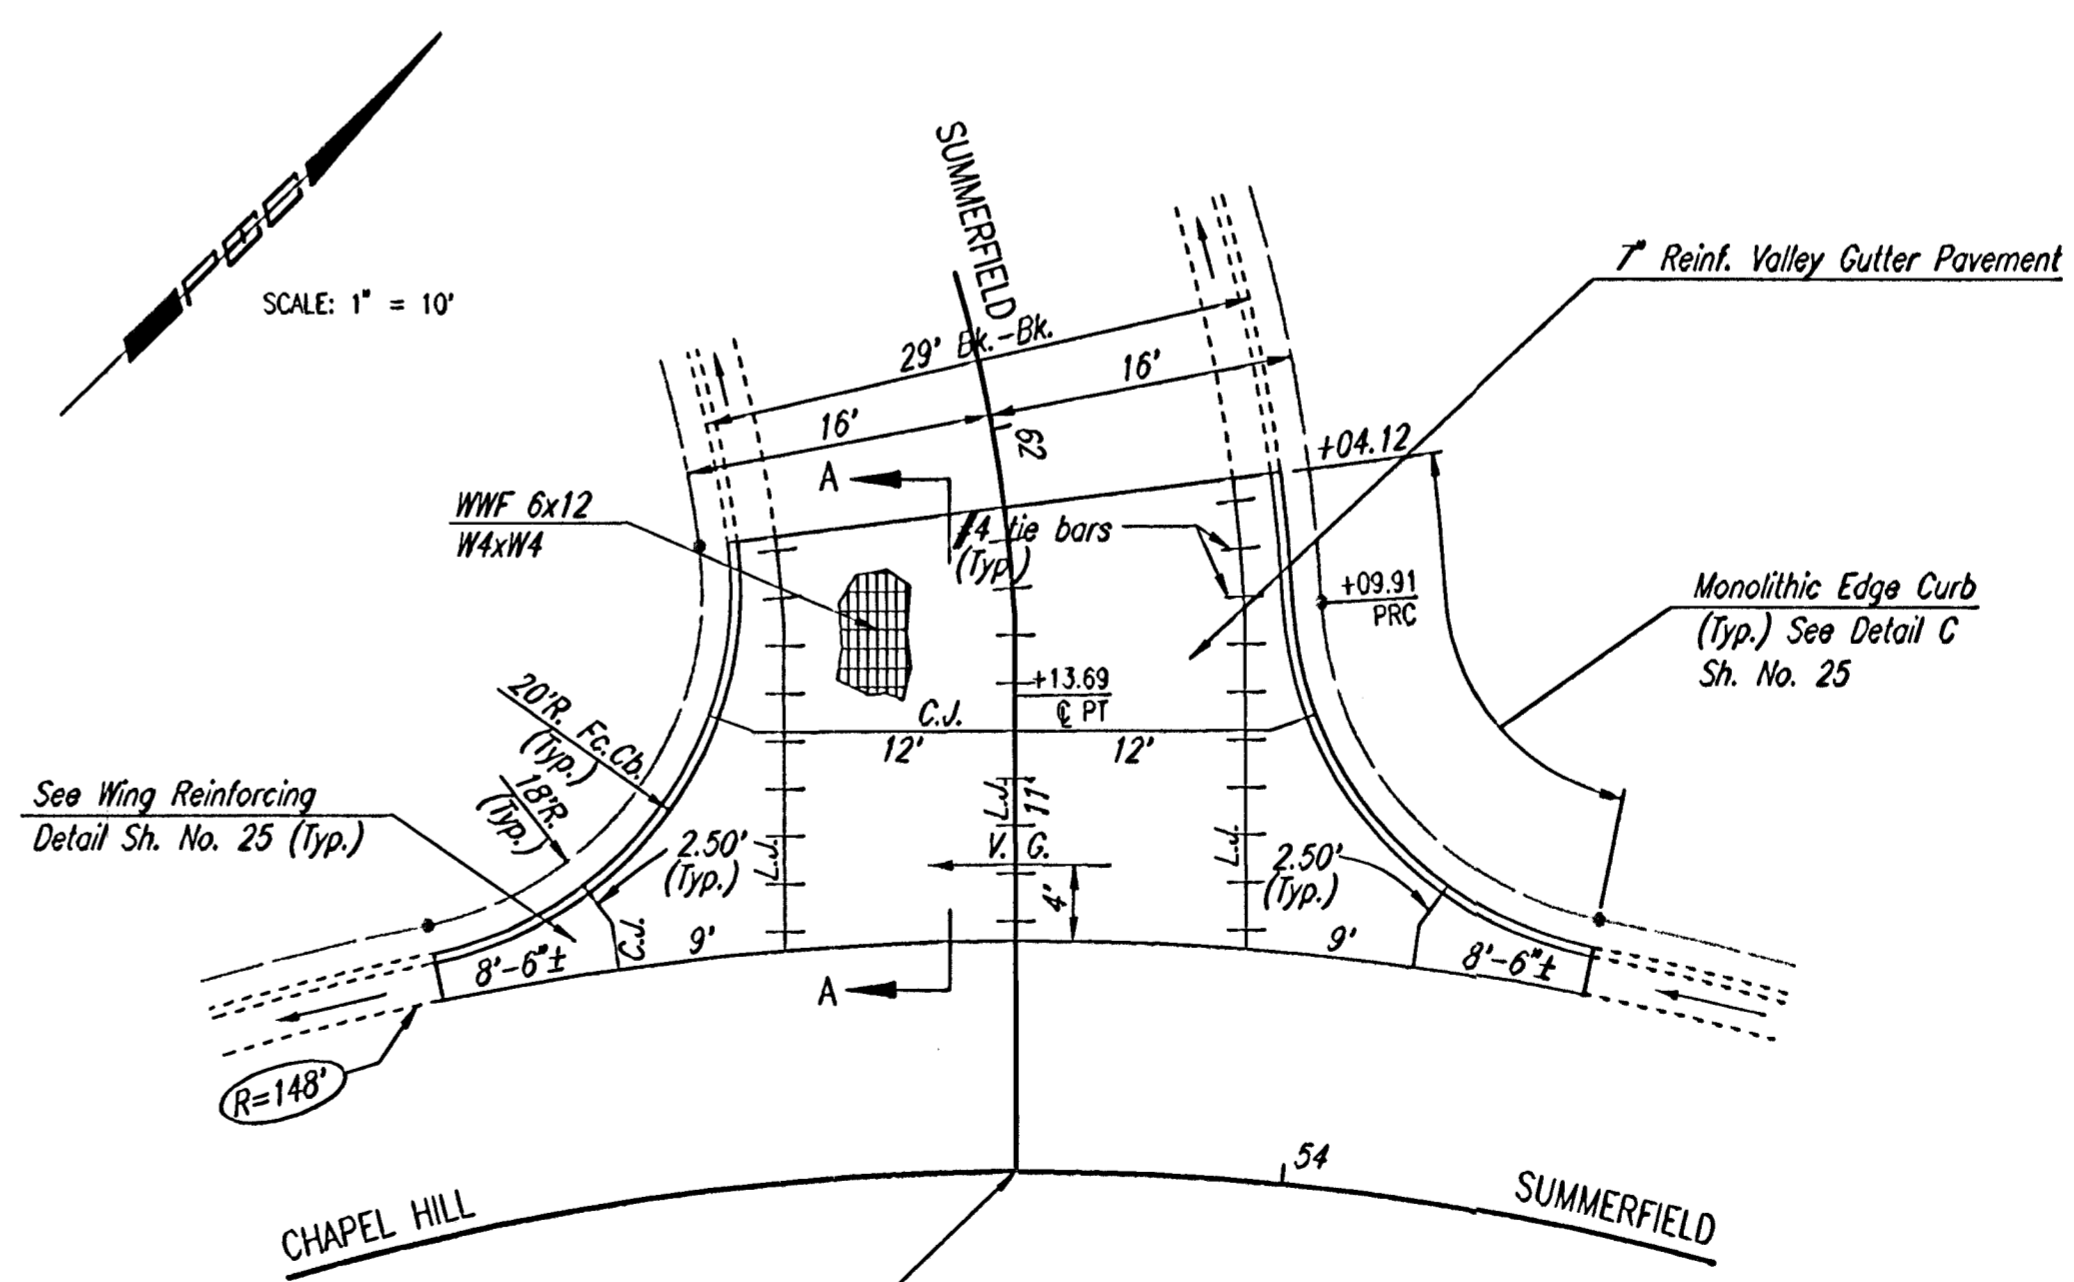 SCALE: 1" = 10'
SUMMERFIELD
29' Bk.-Bk.
16'
16'
62
7" Reinf. Valley Gutter Pavement
+04.12
A
WWF 6x12
W4xW4
#4 tie bars
(Typ.)
+09.91
PRC
Monolithic Edge Curb
(Typ.) See Detail C
Sh. No. 25
+13.69
℄ PT
C.J.
12'
12'
20'R. Fc.Cb.
(Typ.)
18'R.
(Typ.)
See Wing Reinforcing
Detail Sh. No. 25 (Typ.)
2.50'
(Typ.)
L.J.
L.J.
11'
V. G.
4'
L.J.
2.50'
(Typ.)
C.J.
9'
8'-6"±
9'
8'-6"±
A
R=148'
54
CHAPEL HILL
SUMMERFIELD